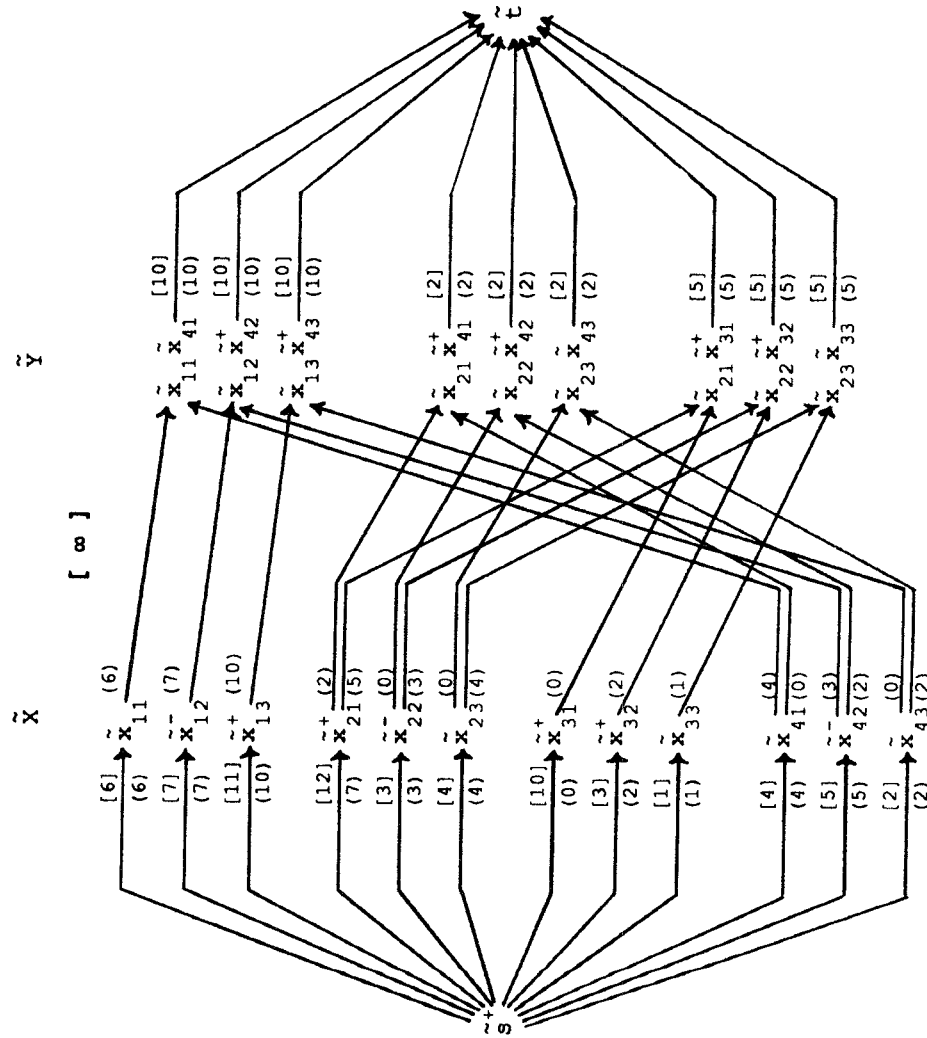 X̃ Ỹ
[ ∞ ]
s̃⁺
t̃
[6] x̃₁₁ (6)
(6)
[7] x̃⁻₁₂ (7)
(7)
[11] x̃⁺₁₃ (10)
(10)
[12] x̃⁺₂₁ (2)
(7) (5)
[3] x̃⁻₂₂ (0)
(3) (3)
[4] x̃₂₃ (0)
(4) (4)
[10] x̃⁺₃₁ (0)
(0)
[3] x̃⁺₃₂ (2)
(2)
[1] x̃₃₃ (1)
(1)
[4] x̃₄₁ (4)
(4) (0)
[5] x̃⁻₄₂ (3)
(5) (2)
[2] x̃₄₃ (0)
(2) (2)
x̃₁₁ x̃₄₁ [10]
(10)
x̃₁₂ x̃⁺₄₂ [10]
(10)
x̃₁₃ x̃⁺₄₃ [10]
(10)
x̃₂₁ x̃⁺₄₁ [2]
(2)
x̃₂₂ x̃⁺₄₂ [2]
(2)
x̃₂₃ x̃₄₃ [2]
(2)
x̃₂₁ x̃⁺₃₁ [5]
(5)
x̃₂₂ x̃⁺₃₂ [5]
(5)
x̃₂₃ x̃₃₃ [5]
(5)